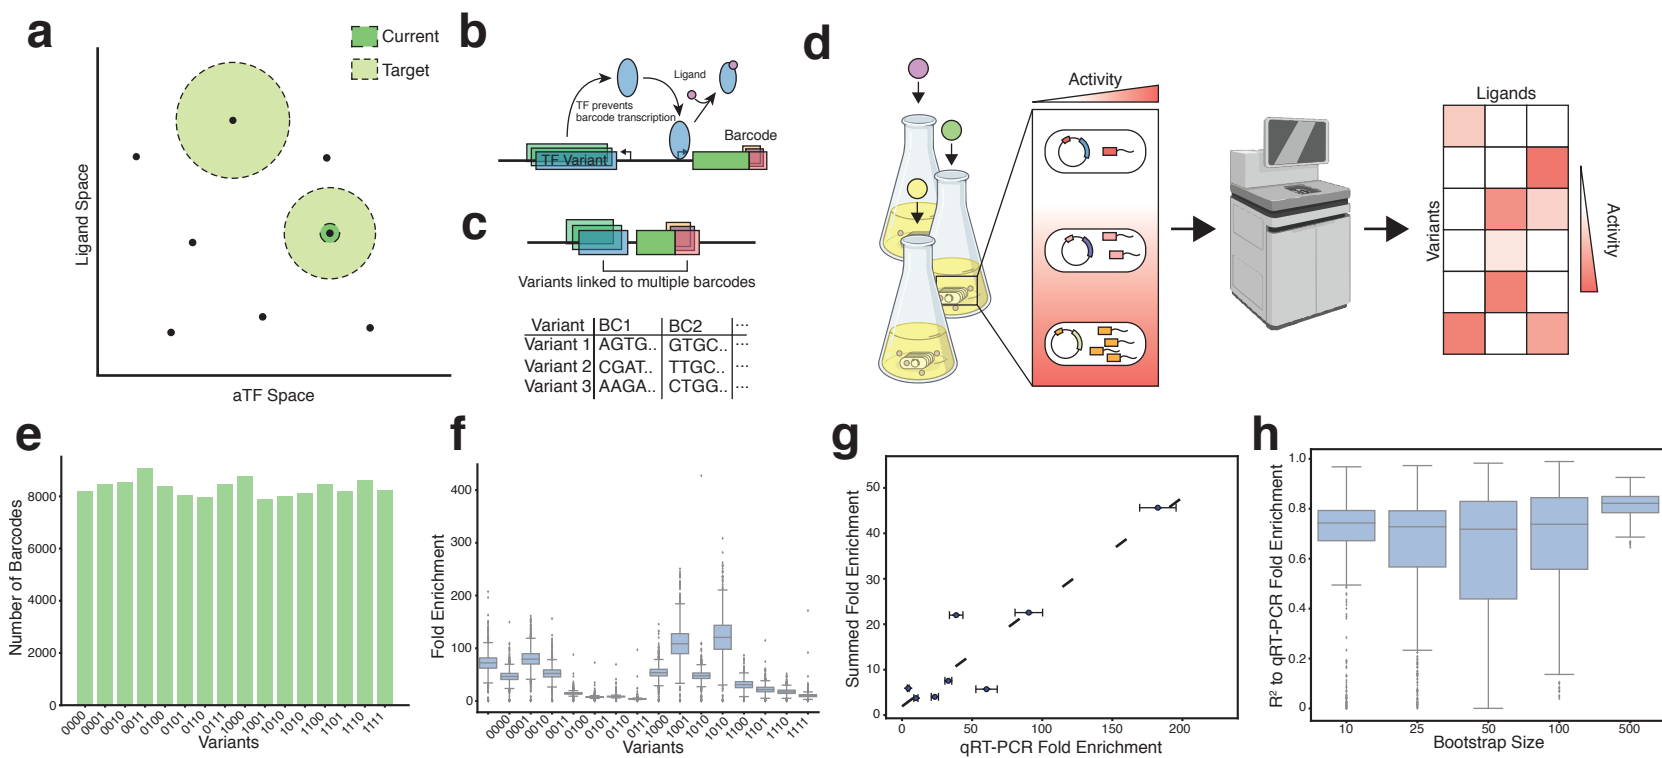 a
Current
Target
Ligand Space
aTF Space
b
Ligand
TF prevents
barcode transcription
Barcode
TF Variant
c
Variants linked to multiple barcodes
Variant BC1 BC2 ...
Variant 1 AGTG.. GTGC.. ...
Variant 2 CGAT.. TTGC.. ...
Variant 3 AAGA.. CTGG.. ...
d
Activity
Ligands
Variants
Activity
e
Number of Barcodes
8000
6000
4000
2000
0
0000 0001 0010 0011 0100 0101 0110 0111 1000 1001 1010 1010 1100 1101 1110 1111
Variants
f
Fold Enrichment
400
300
200
100
0
0000 0001 0010 0011 0100 0101 0110 0111 1000 1001 1010 1010 1100 1101 1110 1111
Variants
g
Summed Fold Enrichment
50
40
30
20
10
0
0 50 100 150 200
qRT-PCR Fold Enrichment
h
R² to qRT-PCR Fold Enrichment
1.0
0.8
0.6
0.4
0.2
0
10 25 50 100 500
Bootstrap Size